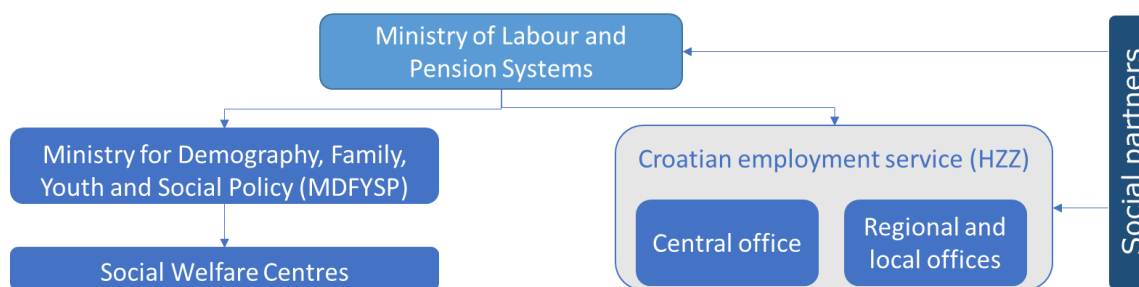 Ministry of Labour and
Pension Systems
Social partners
Ministry for Demography, Family,
Youth and Social Policy (MDFYSP)
Croatian employment service (HZZ)
Central office
Regional and
local offices
Social Welfare Centres